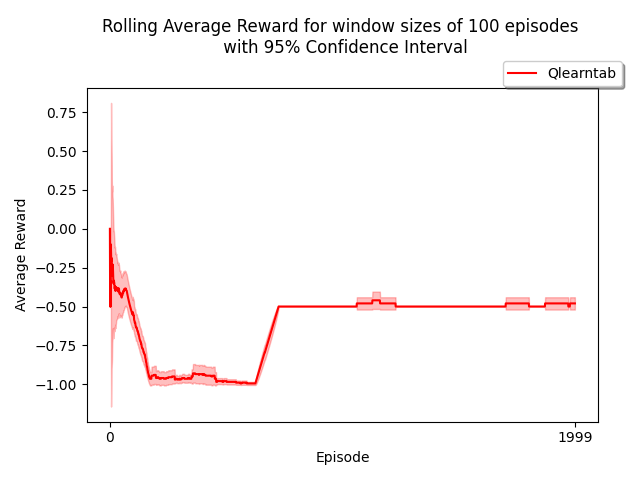 Rolling Average Reward for window sizes of 100 episodes
with 95% Confidence Interval
Qlearntab
0.75
0.50
0.25
0.00
−0.25
−0.50
−0.75
−1.00
Average Reward
0
1999
Episode